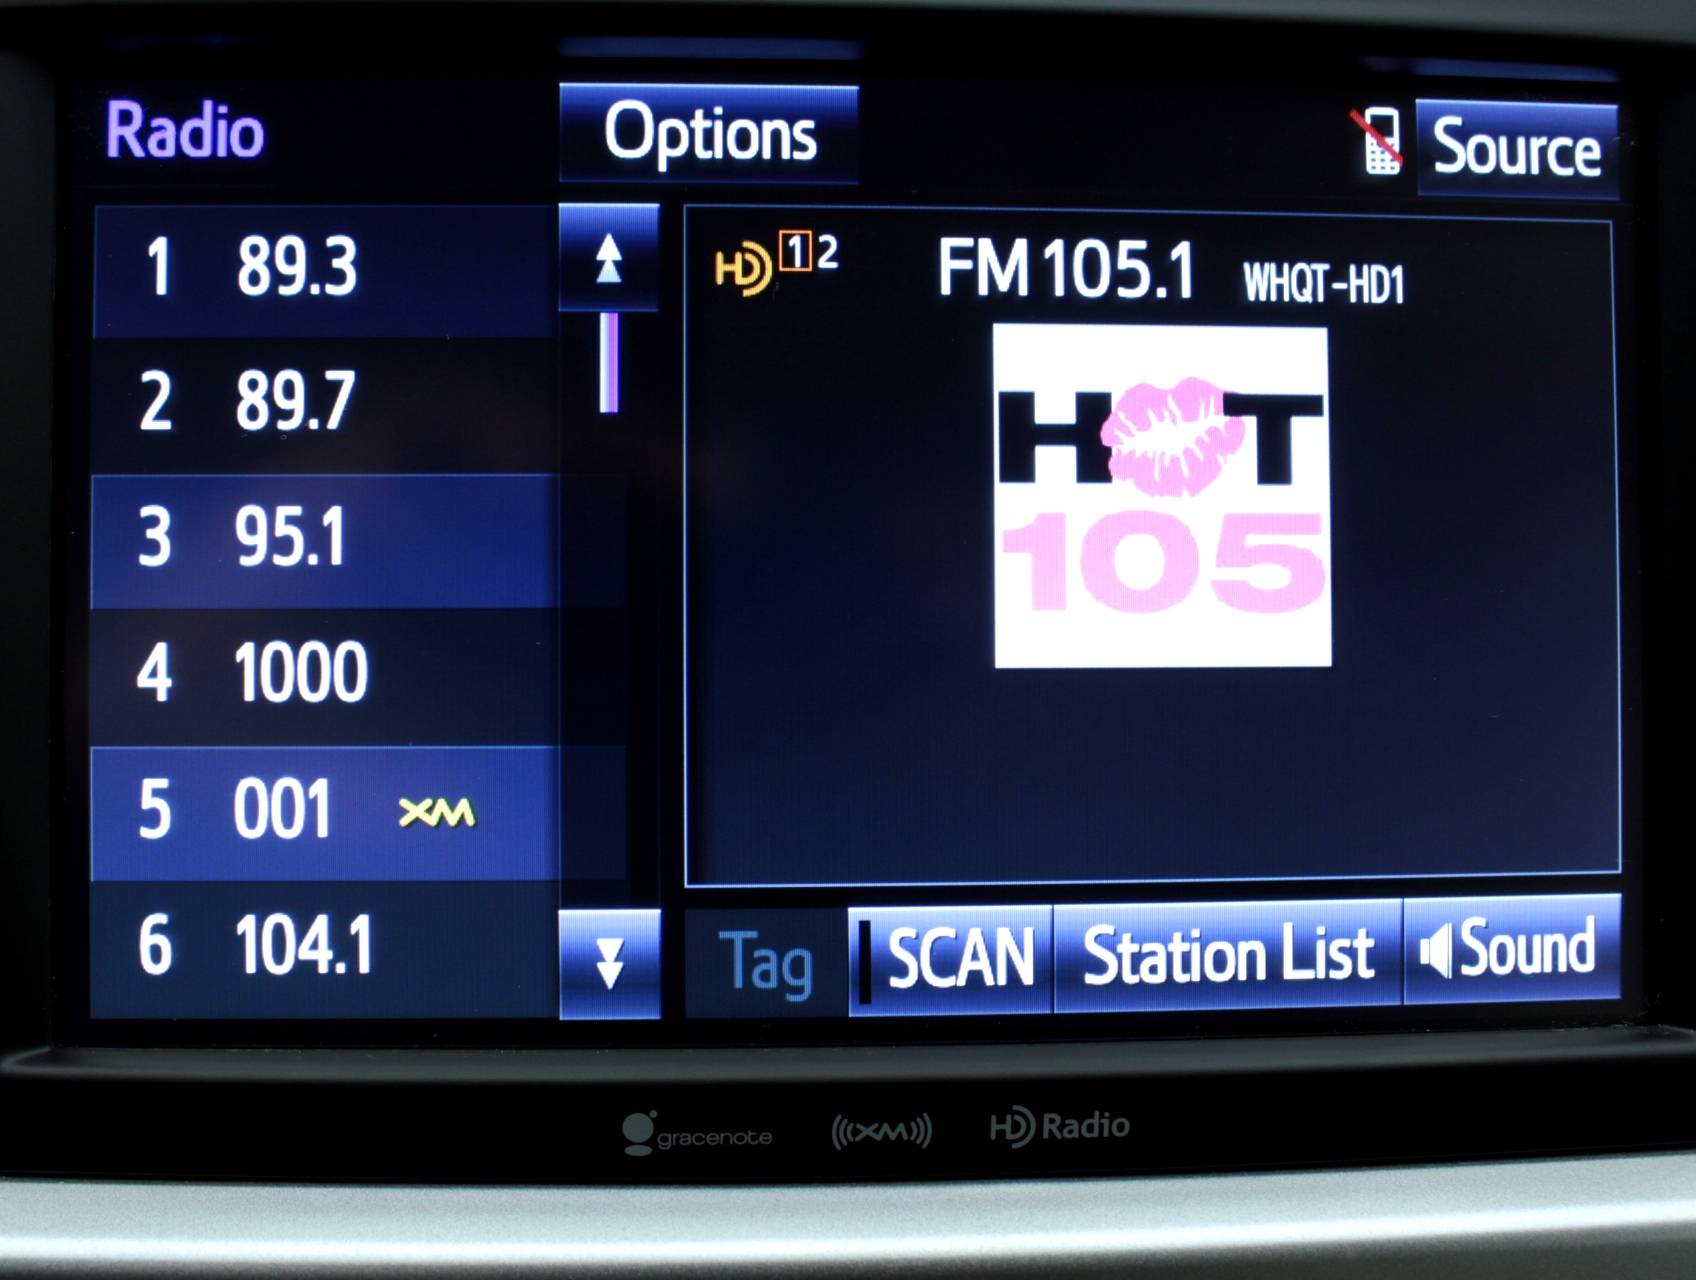 Radio
Options
Source
1 89.3
2 89.7
3 95.1
4 1000
5 001 XM
6 104.1
HD 1 2
FM 105.1 WHQT-HD1
HOT
105
Tag
SCAN
Station List
Sound
gracenote
XM
HD Radio